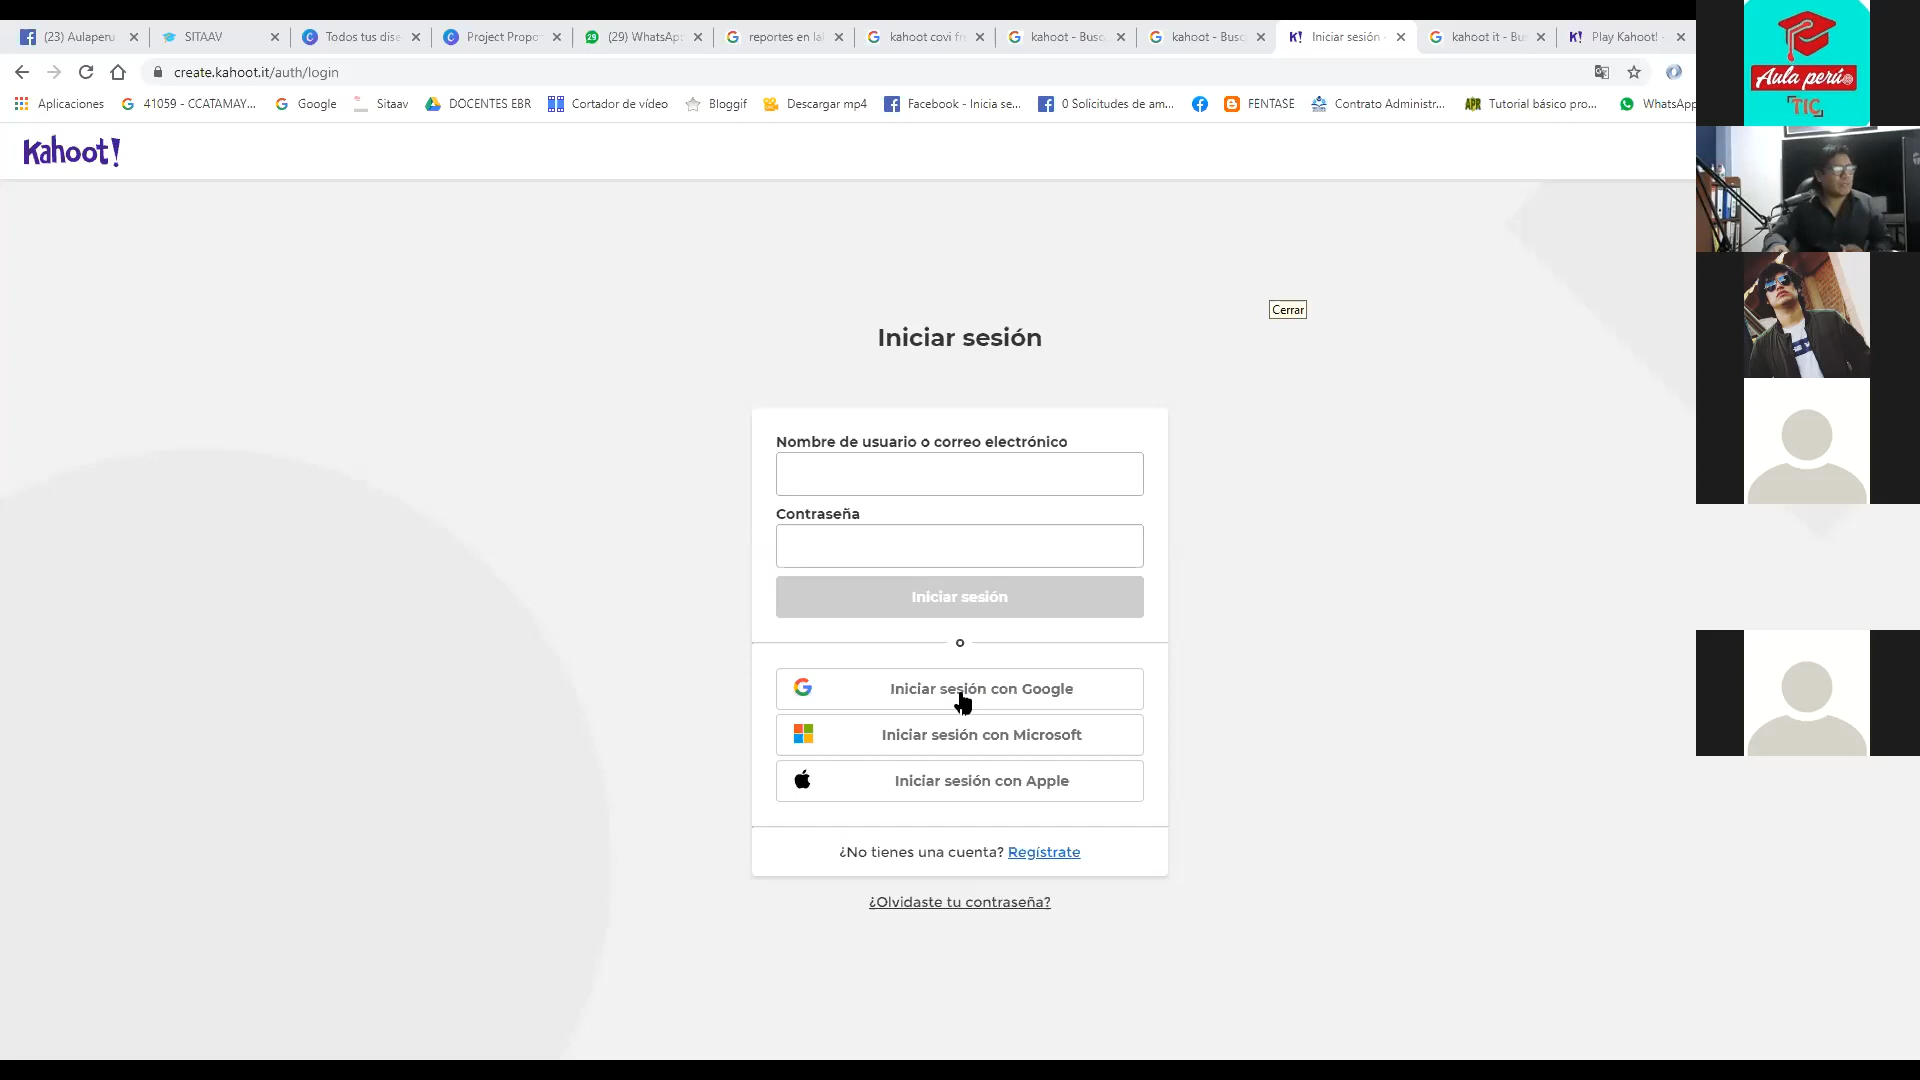 (23) Aulaperu
SITAAV
Todos tus dise
Project Propo
(29) WhatsAp
reportes en la
kahoot covi fr
kahoot - Busc
kahoot - Busc
Iniciar sesión -
kahoot it - Bus
Play Kahoot! -
create.kahoot.it/auth/login
Aplicaciones
41059 - CCATAMAY...
Google
Sitaav
DOCENTES EBR
Cortador de vídeo
Bloggif
Descargar mp4
Facebook - Inicia se...
0 Solicitudes de am...
FENTASE
Contrato Administr...
Tutorial básico pro...
WhatsApp
Kahoot!
Aula perú
TIC
Cerrar
Iniciar sesión
Nombre de usuario o correo electrónico
Contraseña
Iniciar sesión
o
Iniciar sesión con Google
Iniciar sesión con Microsoft
Iniciar sesión con Apple
¿No tienes una cuenta? Regístrate
¿Olvidaste tu contraseña?